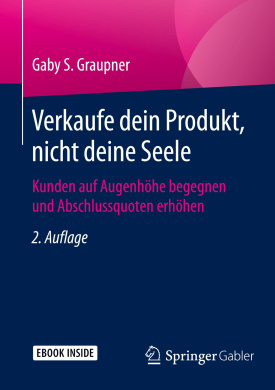 Gaby S. Graupner
Verkaufe dein Produkt,
nicht deine Seele
Kunden auf Augenhöhe begegnen
und Abschlussquoten erhöhen
2. Auflage
EBOOK INSIDE
Springer Gabler